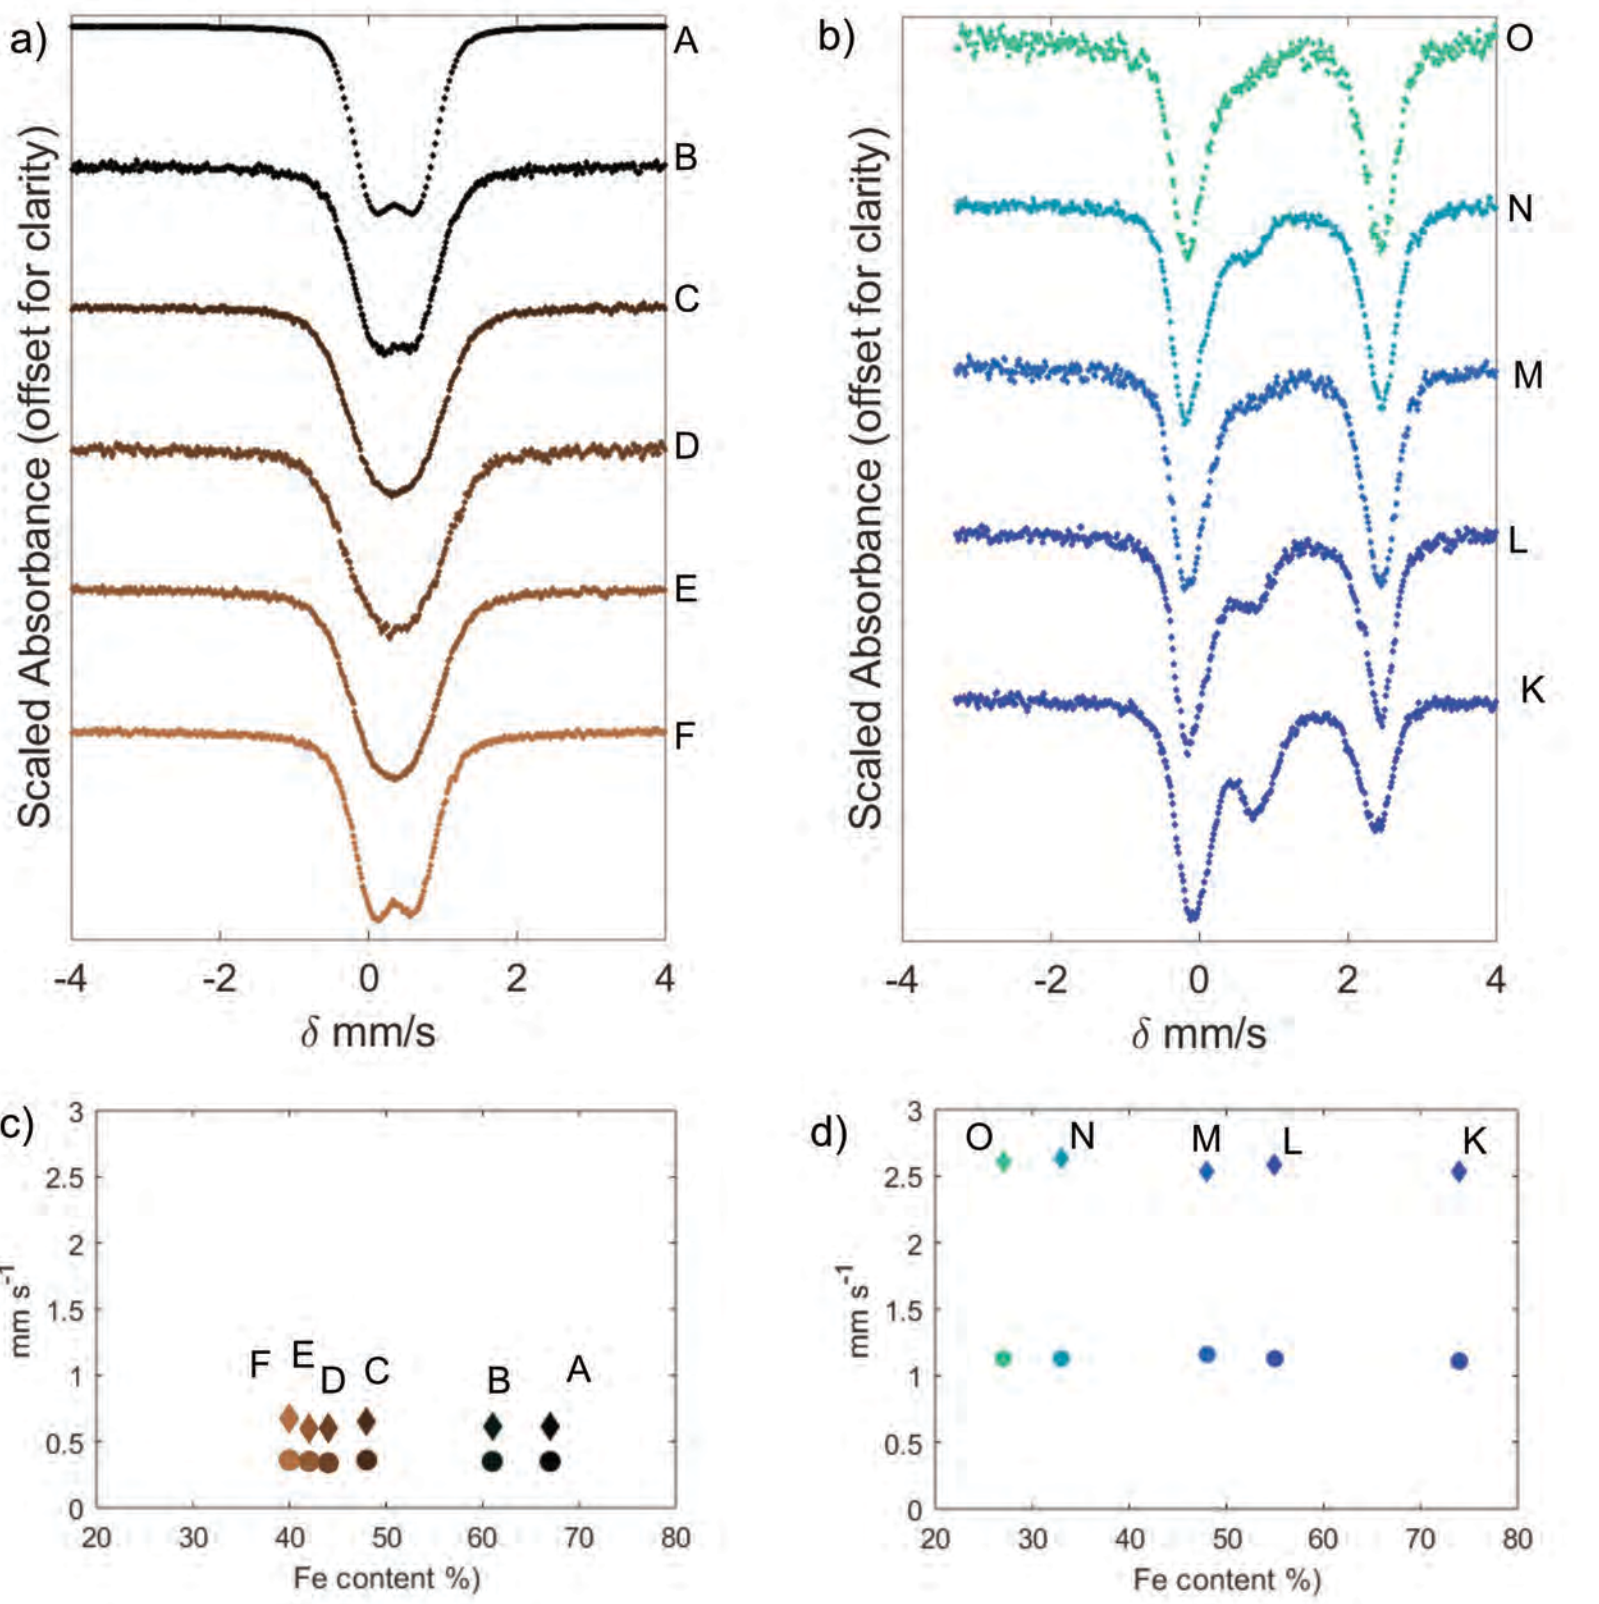 a)
A
B
C
D
E
F
Scaled Absorbance (offset for clarity)
-4 -2 0 2 4
δ mm/s
b)
O
N
M
L
K
Scaled Absorbance (offset for clarity)
-4 -2 0 2 4
δ mm/s
c)
3
2.5
2
1.5
1
0.5
0
mm s-1
F E D C B A
20 30 40 50 60 70 80
Fe content %)
d)
3
2.5
2
1.5
1
0.5
0
mm s-1
O N M L K
20 30 40 50 60 70 80
Fe content %)